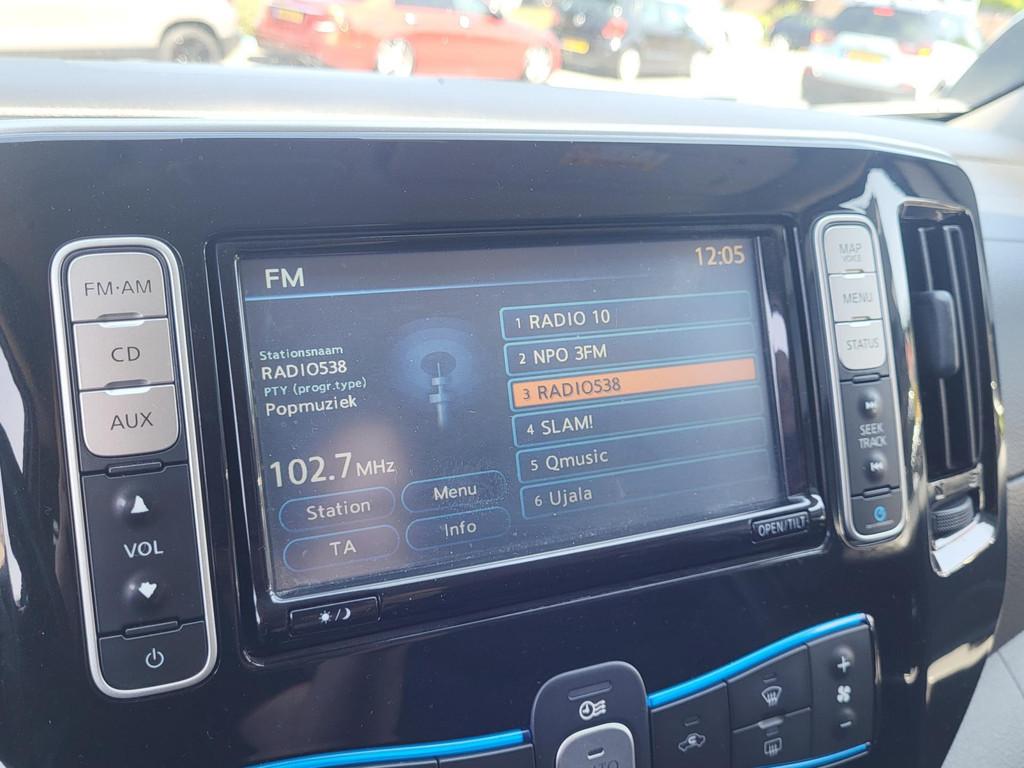 FM
12:05
FM·AM
CD
AUX
VOL
Stationsnaam
RADIO538
PTY (progr.type)
Popmuziek
102.7 MHz
Station
Menu
TA
Info
1 RADIO 10
2 NPO 3FM
3 RADIO538
4 SLAM!
5 Qmusic
6 Ujala
OPEN/TILT
MAP
VOICE
MENU
STATUS
SEEK
TRACK